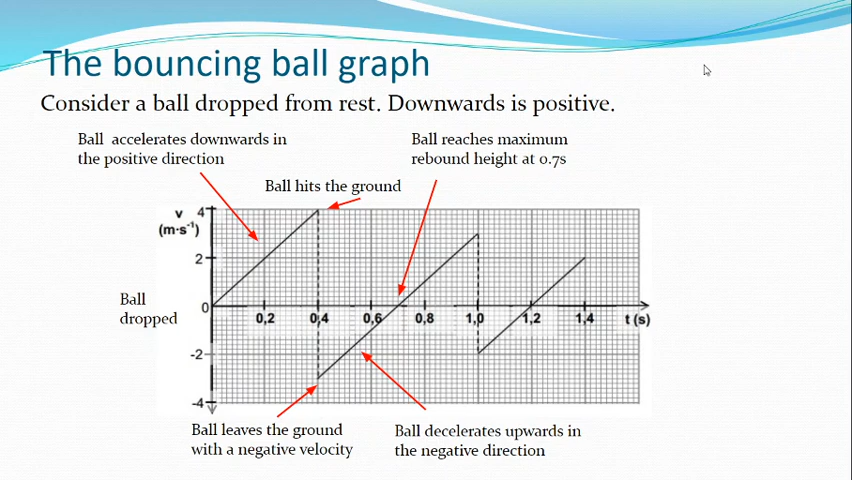 The bouncing ball graph
Consider a ball dropped from rest. Downwards is positive.
Ball accelerates downwards in
the positive direction
Ball reaches maximum
rebound height at 0.7s
Ball hits the ground
v
(m·s⁻¹)
4
2
0
-2
-4
Ball
dropped
0,2
0,4
0,6
0,8
1,0
1,2
1,4
t (s)
Ball leaves the ground
with a negative velocity
Ball decelerates upwards in
the negative direction